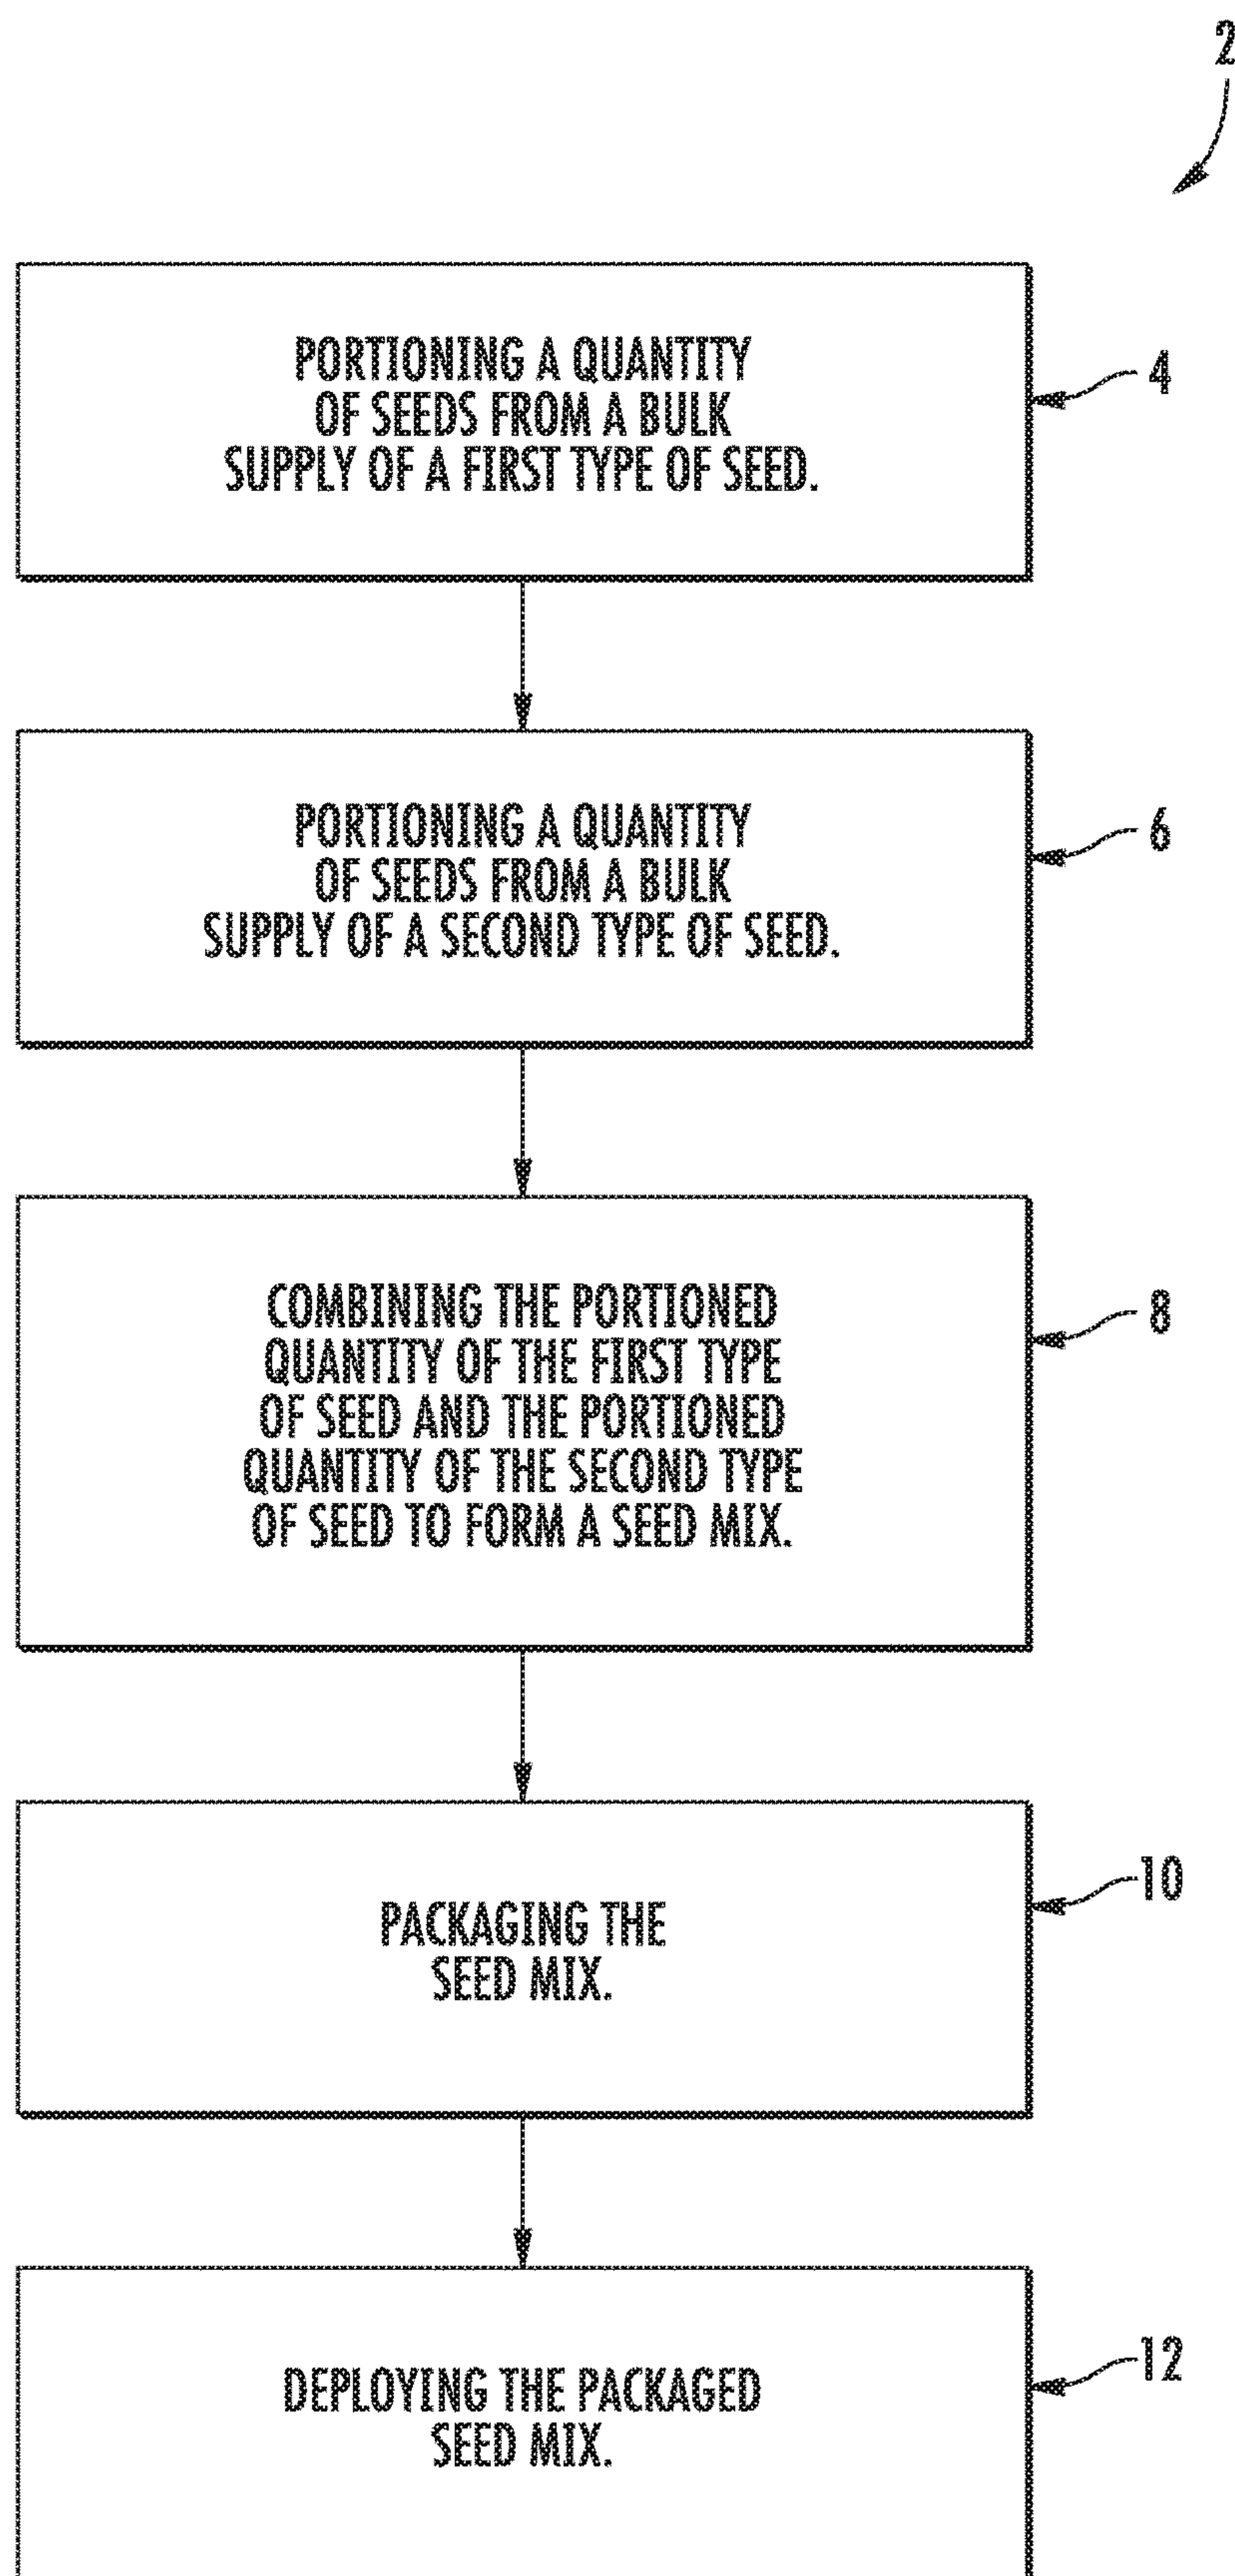 2
PORTIONING A QUANTITY
OF SEEDS FROM A BULK
SUPPLY OF A FIRST TYPE OF SEED.
4
PORTIONING A QUANTITY
OF SEEDS FROM A BULK
SUPPLY OF A SECOND TYPE OF SEED.
6
COMBINING THE PORTIONED
QUANTITY OF THE FIRST TYPE
OF SEED AND THE PORTIONED
QUANTITY OF THE SECOND TYPE
OF SEED TO FORM A SEED MIX.
8
PACKAGING THE
SEED MIX.
10
DEPLOYING THE PACKAGED
SEED MIX.
12